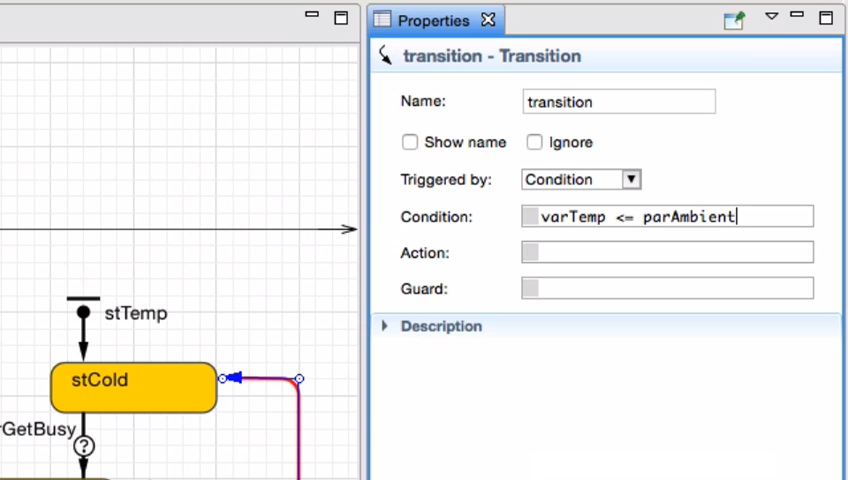 Properties
transition - Transition
Name: transition
Show name Ignore
Triggered by: Condition
Condition: varTemp <= parAmbient
Action:
Guard:
Description
stTemp
stCold
rGetBusy
?